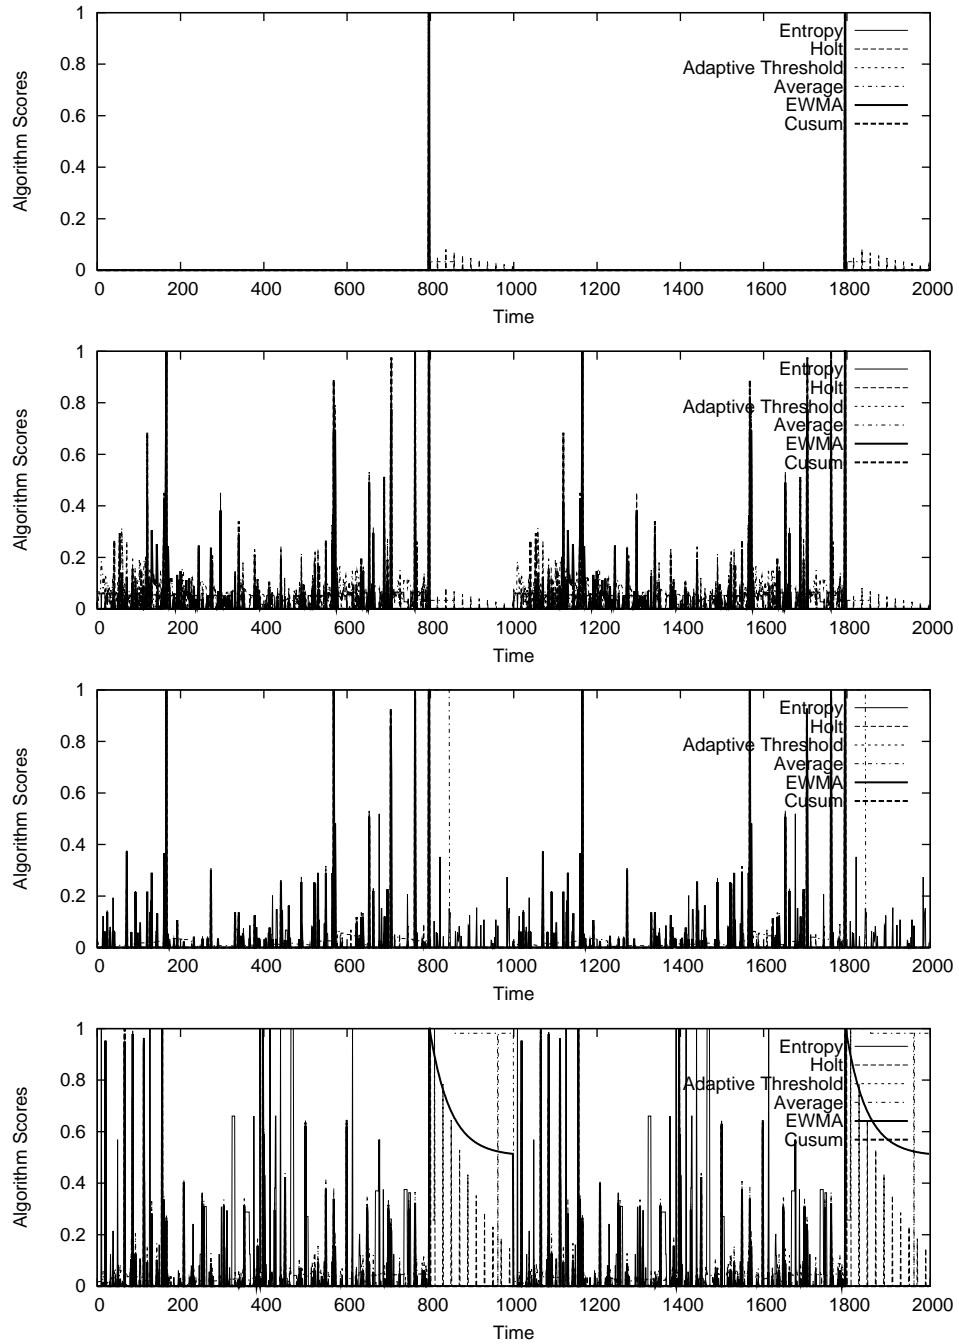 1
0.8
0.6
0.4
0.2
0
Algorithm Scores
Entropy
Holt
Adaptive Threshold
Average
EWMA
Cusum
0 200 400 600 800 1000 1200 1400 1600 1800 2000
Time
1
0.8
0.6
0.4
0.2
0
Algorithm Scores
Entropy
Holt
Adaptive Threshold
Average
EWMA
Cusum
0 200 400 600 800 1000 1200 1400 1600 1800 2000
Time
1
0.8
0.6
0.4
0.2
0
Algorithm Scores
Entropy
Holt
Adaptive Threshold
Average
EWMA
Cusum
0 200 400 600 800 1000 1200 1400 1600 1800 2000
Time
1
0.8
0.6
0.4
0.2
0
Algorithm Scores
Entropy
Holt
Adaptive Threshold
Average
EWMA
Cusum
0 200 400 600 800 1000 1200 1400 1600 1800 2000
Time